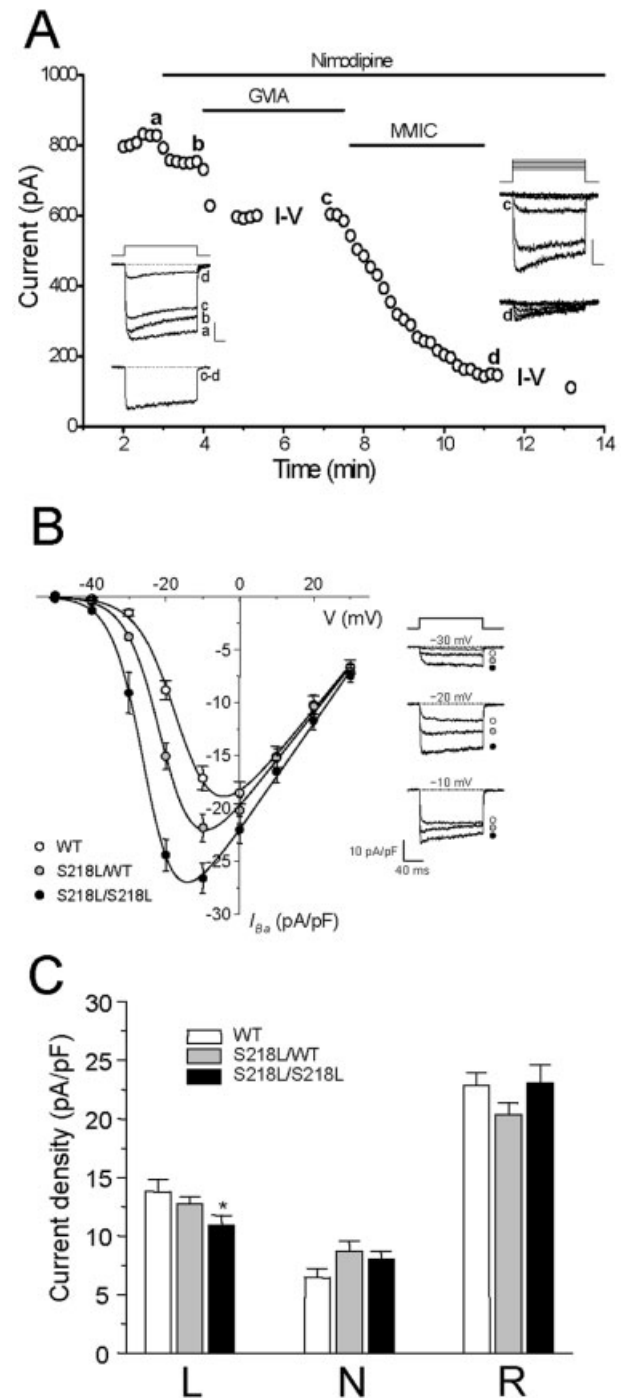 A
Nimodipine
GVIA
MMIC
Current (pA)
1000
800
600
400
200
0
a
b
I-V
c
d
I-V
d
c
b
a
c-d
c
d
2 4 6 8 10 12 14
Time (min)
B
-40 -20 0 20
V (mV)
-5
-10
-15
-20
-25
-30
I_Ba (pA/pF)
WT
S218L/WT
S218L/S218L
−30 mV
−20 mV
−10 mV
10 pA/pF
40 ms
C
Current density (pA/pF)
30
25
20
15
10
5
0
WT
S218L/WT
S218L/S218L
*
L N R